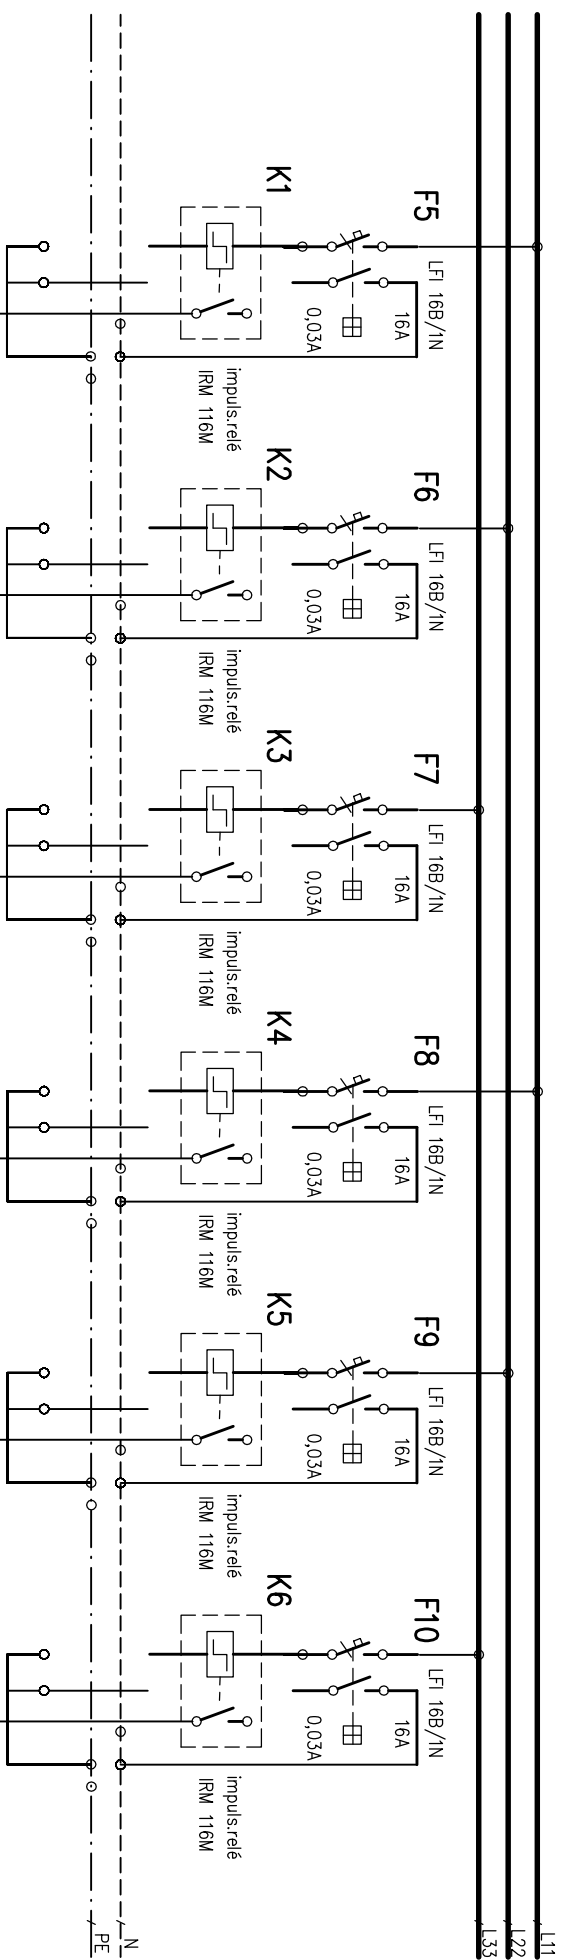 L11
L22
L33
N
PE
F5
LFI 16B/1N
16A
0,03A
K1
impuls.relé
IRM 116M
F6
LFI 16B/1N
16A
0,03A
K2
impuls.relé
IRM 116M
F7
LFI 16B/1N
16A
0,03A
K3
impuls.relé
IRM 116M
F8
LFI 16B/1N
16A
0,03A
K4
impuls.relé
IRM 116M
F9
LFI 16B/1N
16A
0,03A
K5
impuls.relé
IRM 116M
F10
LFI 16B/1N
16A
0,03A
K6
impuls.relé
IRM 116M